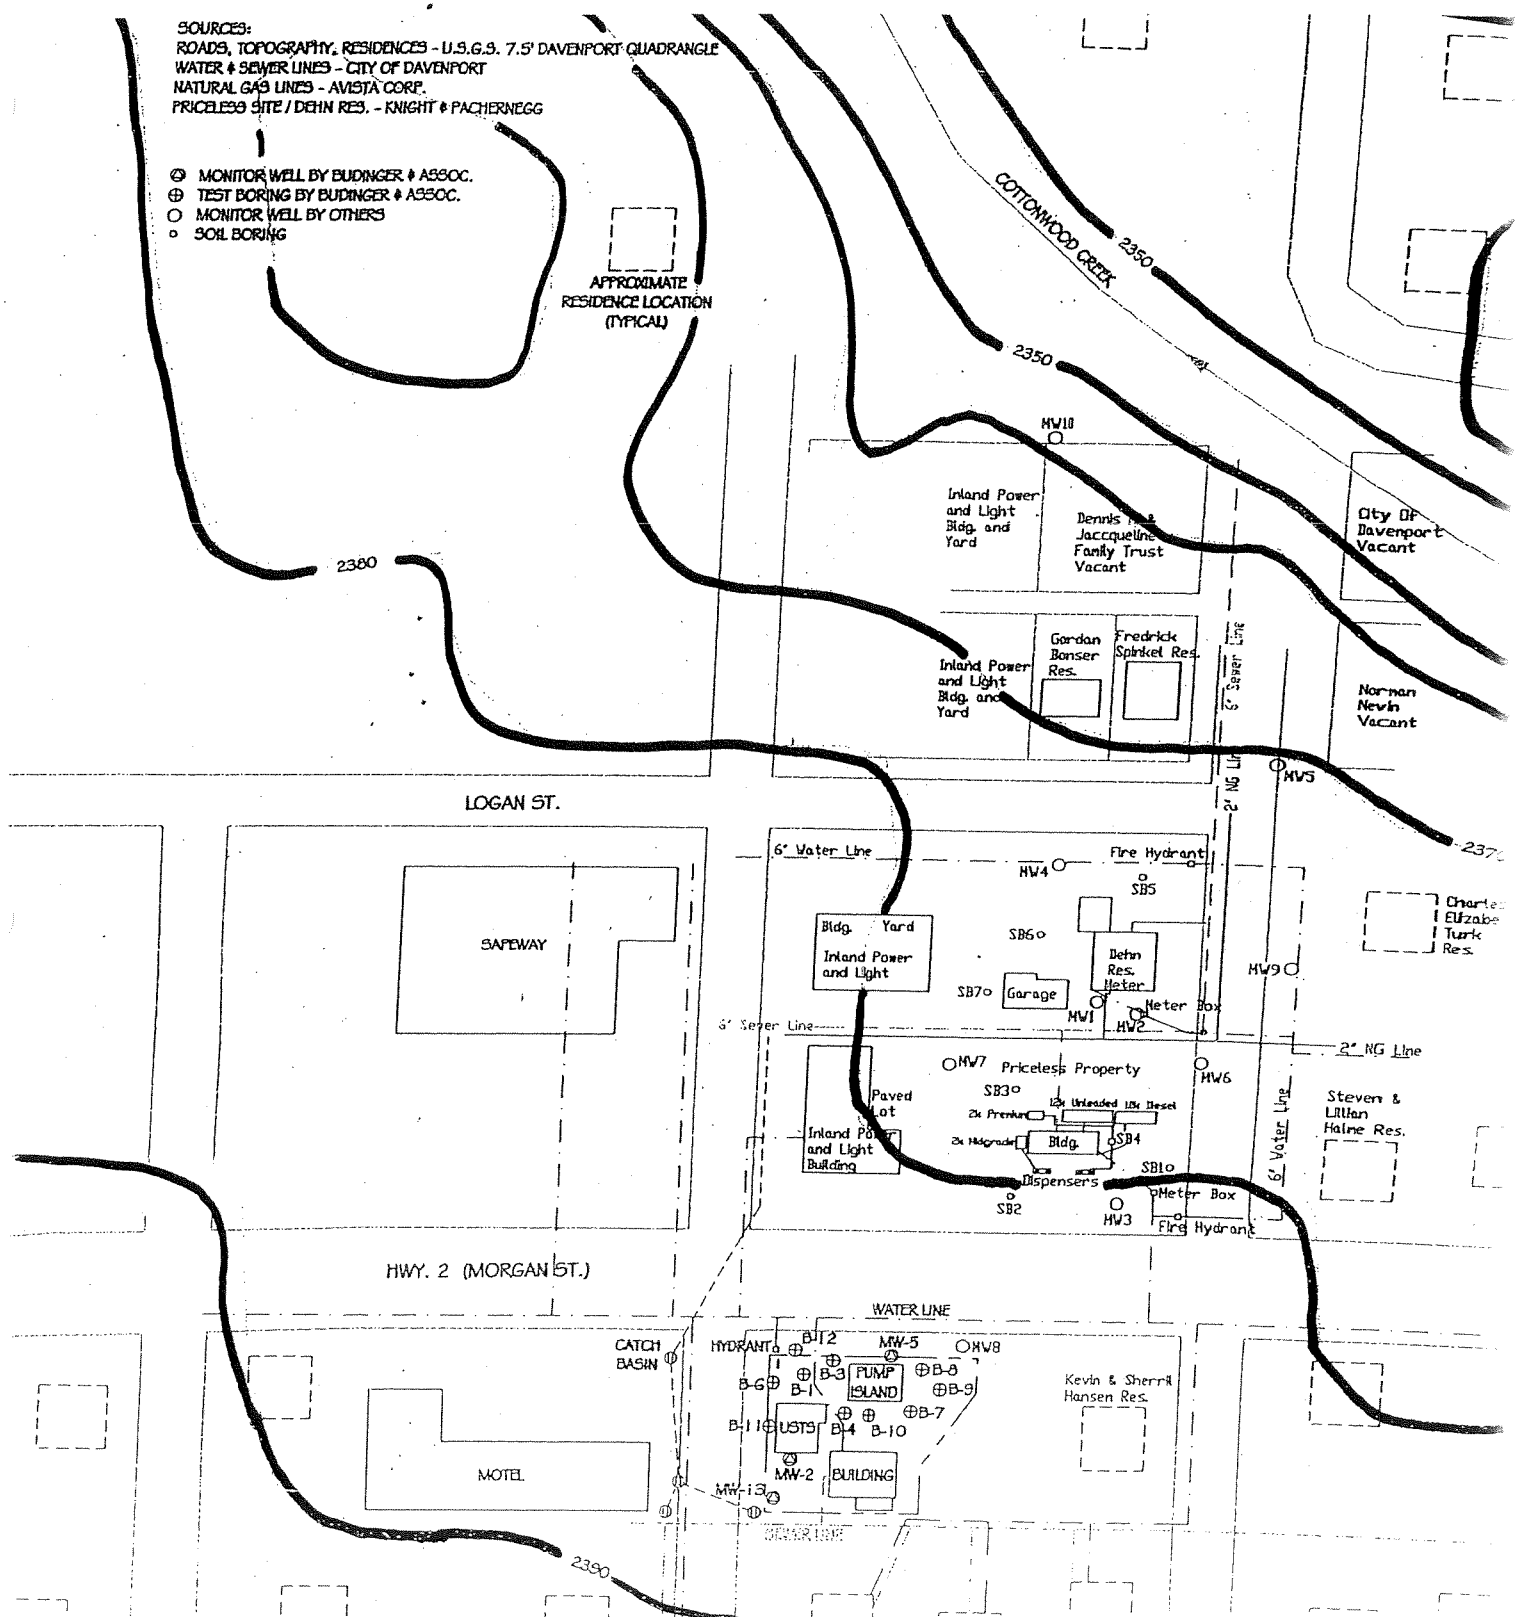 SOURCES:
ROADS, TOPOGRAPHY, RESIDENCES - U.S.G.S. 7.5' DAVENPORT QUADRANGLE
WATER & SEWER LINES - CITY OF DAVENPORT
NATURAL GAS LINES - AVISTA CORP.
PRICELESS SITE / DEHN RES. - KNIGHT & PACHERNEGG
MONITOR WELL BY BUDINGER & ASSOC.
TEST BORING BY BUDINGER & ASSOC.
MONITOR WELL BY OTHERS
SOIL BORING
APPROXIMATE
RESIDENCE LOCATION
(TYPICAL)
COTTONWOOD CREEK
2350
2350
MW10
Inland Power
and Light
Bldg. and
Yard
Dennis
Jaccqueline
Family Trust
Vacant
City Of
Davenport
Vacant
2380
Gordan
Bonser
Res.
Fredrick
Spinkel Res.
Inland Power
and Light
Bldg. and
Yard
6" Sewer Line
Norman
Nevin
Vacant
MW5
2" NG Line
LOGAN ST.
2370
6" Water Line
Fire Hydrant
MW4
SB5
Charles
Elizabe
Turk
Res.
SAFEWAY
Bldg. Yard
Inland Power
and Light
SB6
Dehn
Res.
Meter
MW9
SB7
Garage
MW1
Meter Box
MW2
6" Sewer Line
2" NG Line
MW7
Priceless Property
MW6
SB3
Paved
Lot
12k Unleaded
2k Premium
Steven &
Lillian
Halme Res.
Inland Power
and Light
Building
2k Midgrade
Bldg.
SB4
6" Water Line
SB1
Dispensers
Meter Box
SB2
MW3
Fire Hydrant
HWY. 2 (MORGAN ST.)
WATER LINE
CATCH
BASIN
HYDRANT
B-12
MW-5
MW8
B-3
PUMP
ISLAND
B-8
B-6
B-1
B-9
Kevin & Sherril
Hansen Res.
B-7
B-11
USTS
B-4
B-10
MOTEL
MW-2
BUILDING
MW-13
SEWER LINE
2390